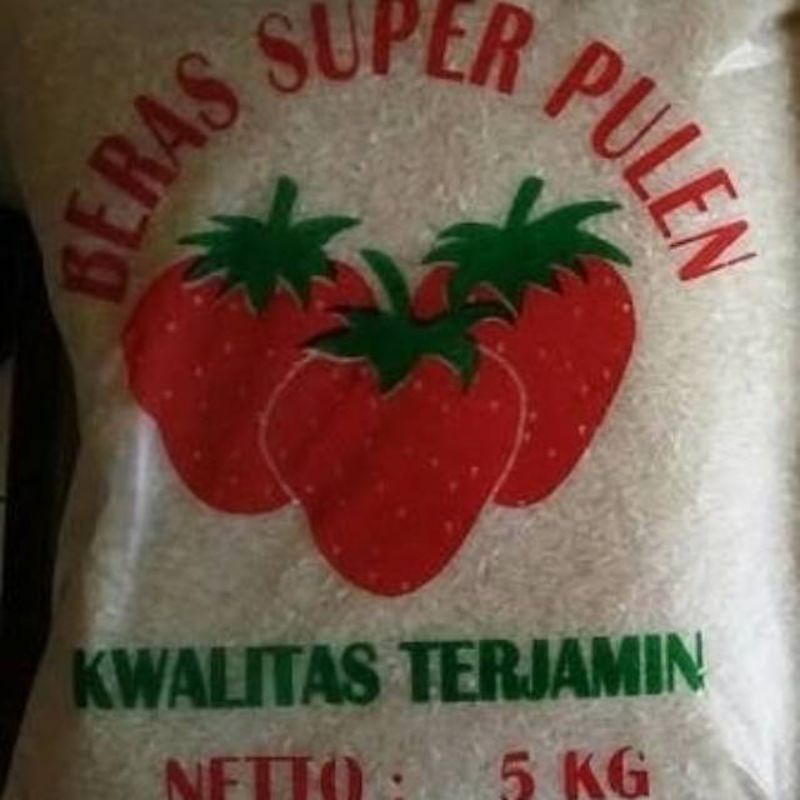 BERAS SUPER PULEN
KWALITAS TERJAMIN
NETTO : 5 KG